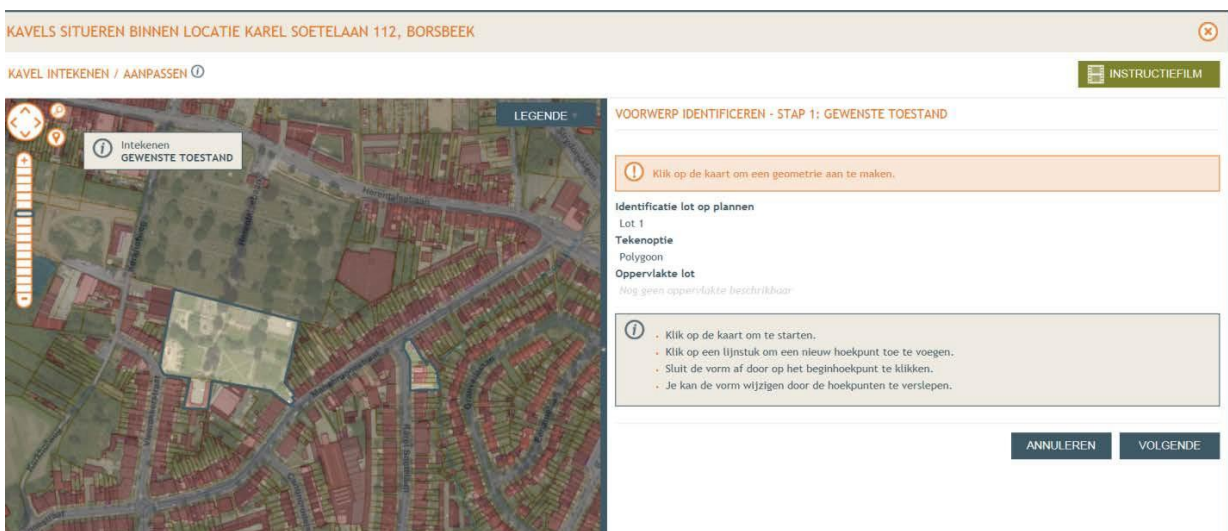 KAVELS SITUEREN BINNEN LOCATIE KAREL SOETELAAN 112, BORSBEEK
KAVEL INTEKENEN / AANPASSEN
INSTRUCTIEFILM
LEGENDE
Intekenen
GEWENSTE TOESTAND
Herentalsebaan
VOORWERP IDENTIFICEREN - STAP 1: GEWENSTE TOESTAND
Klik op de kaart om een geometrie aan te maken.
Identificatie lot op plannen
Lot 1
Tekenoptie
Polygoon
Oppervlakte lot
Nog geen oppervlakte beschrikbaar
Klik op de kaart om te starten.
Klik op een lijnstuk om een nieuw hoekpunt toe te voegen.
Sluit de vorm af door op het beginhoekpunt te klikken.
Je kan de vorm wijzigen door de hoekpunten te verslepen.
ANNULEREN
VOLGENDE